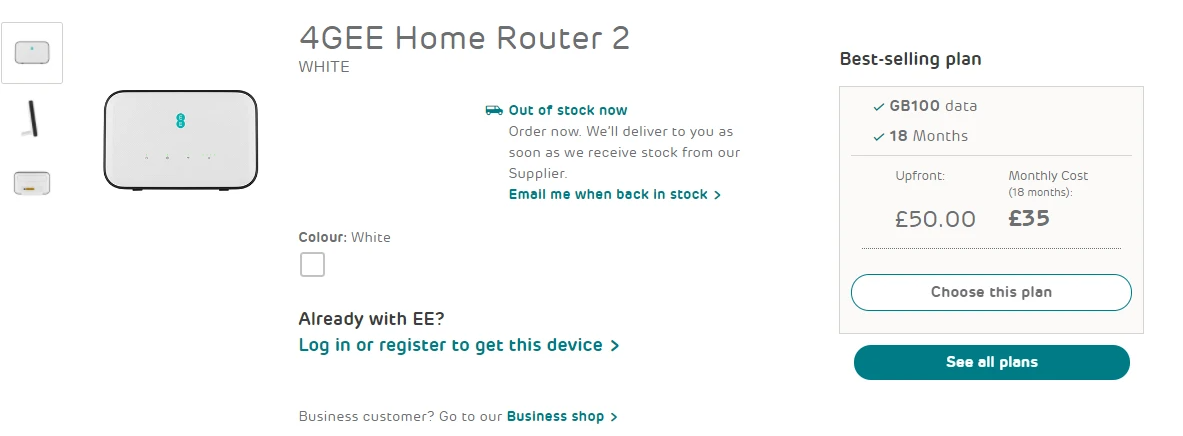 4GEE Home Router 2
WHITE
Out of stock now
Order now. We'll deliver to you as
soon as we receive stock from our
Supplier.
Email me when back in stock >
Colour: White
Already with EE?
Log in or register to get this device >
Business customer? Go to our Business shop >
Best-selling plan
GB100 data
18 Months
Upfront:
£50.00
Monthly Cost
(18 months):
£35
Choose this plan
See all plans